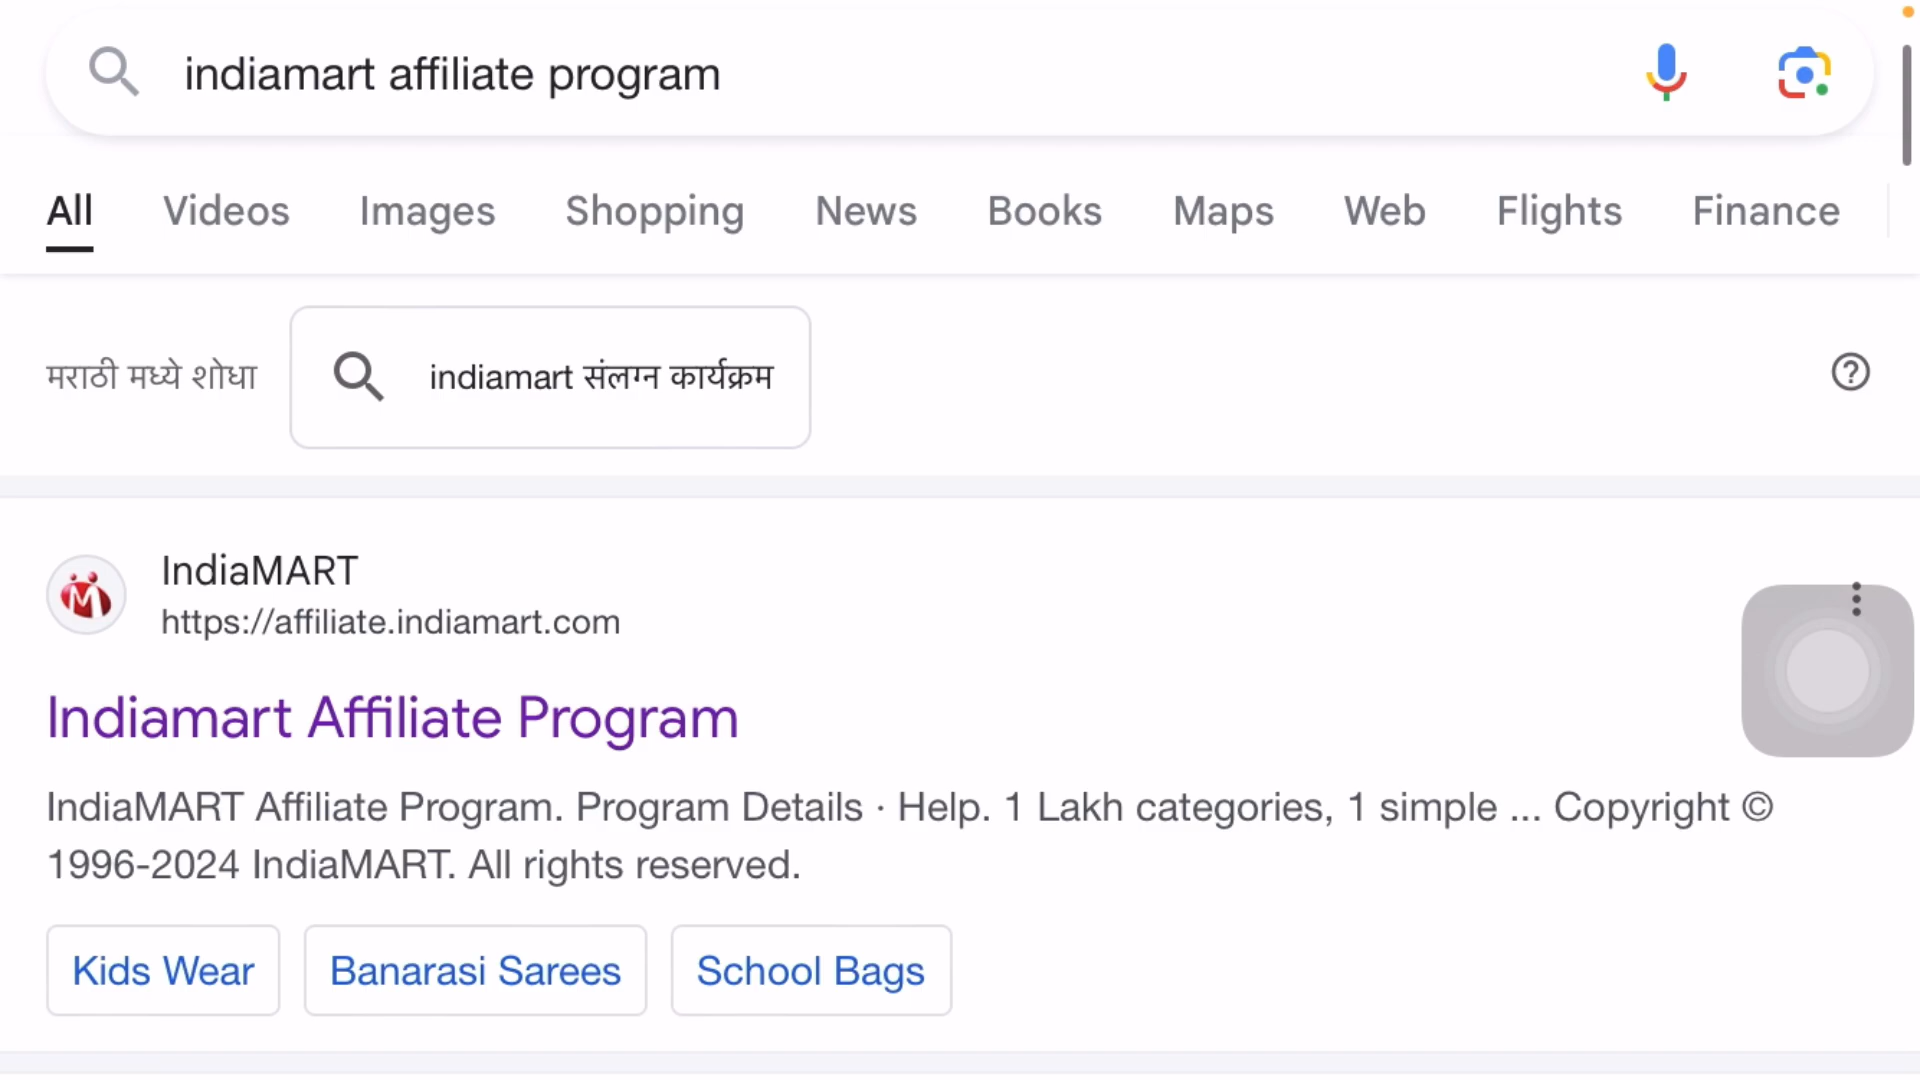 indiamart affiliate program
All Videos Images Shopping News Books Maps Web Flights Finance
मराठी मध्ये शोधा indiamart संलग्न कार्यक्रम
IndiaMART
https://affiliate.indiamart.com
Indiamart Affiliate Program
IndiaMART Affiliate Program. Program Details · Help. 1 Lakh categories, 1 simple ... Copyright ©
1996-2024 IndiaMART. All rights reserved.
Kids Wear Banarasi Sarees School Bags